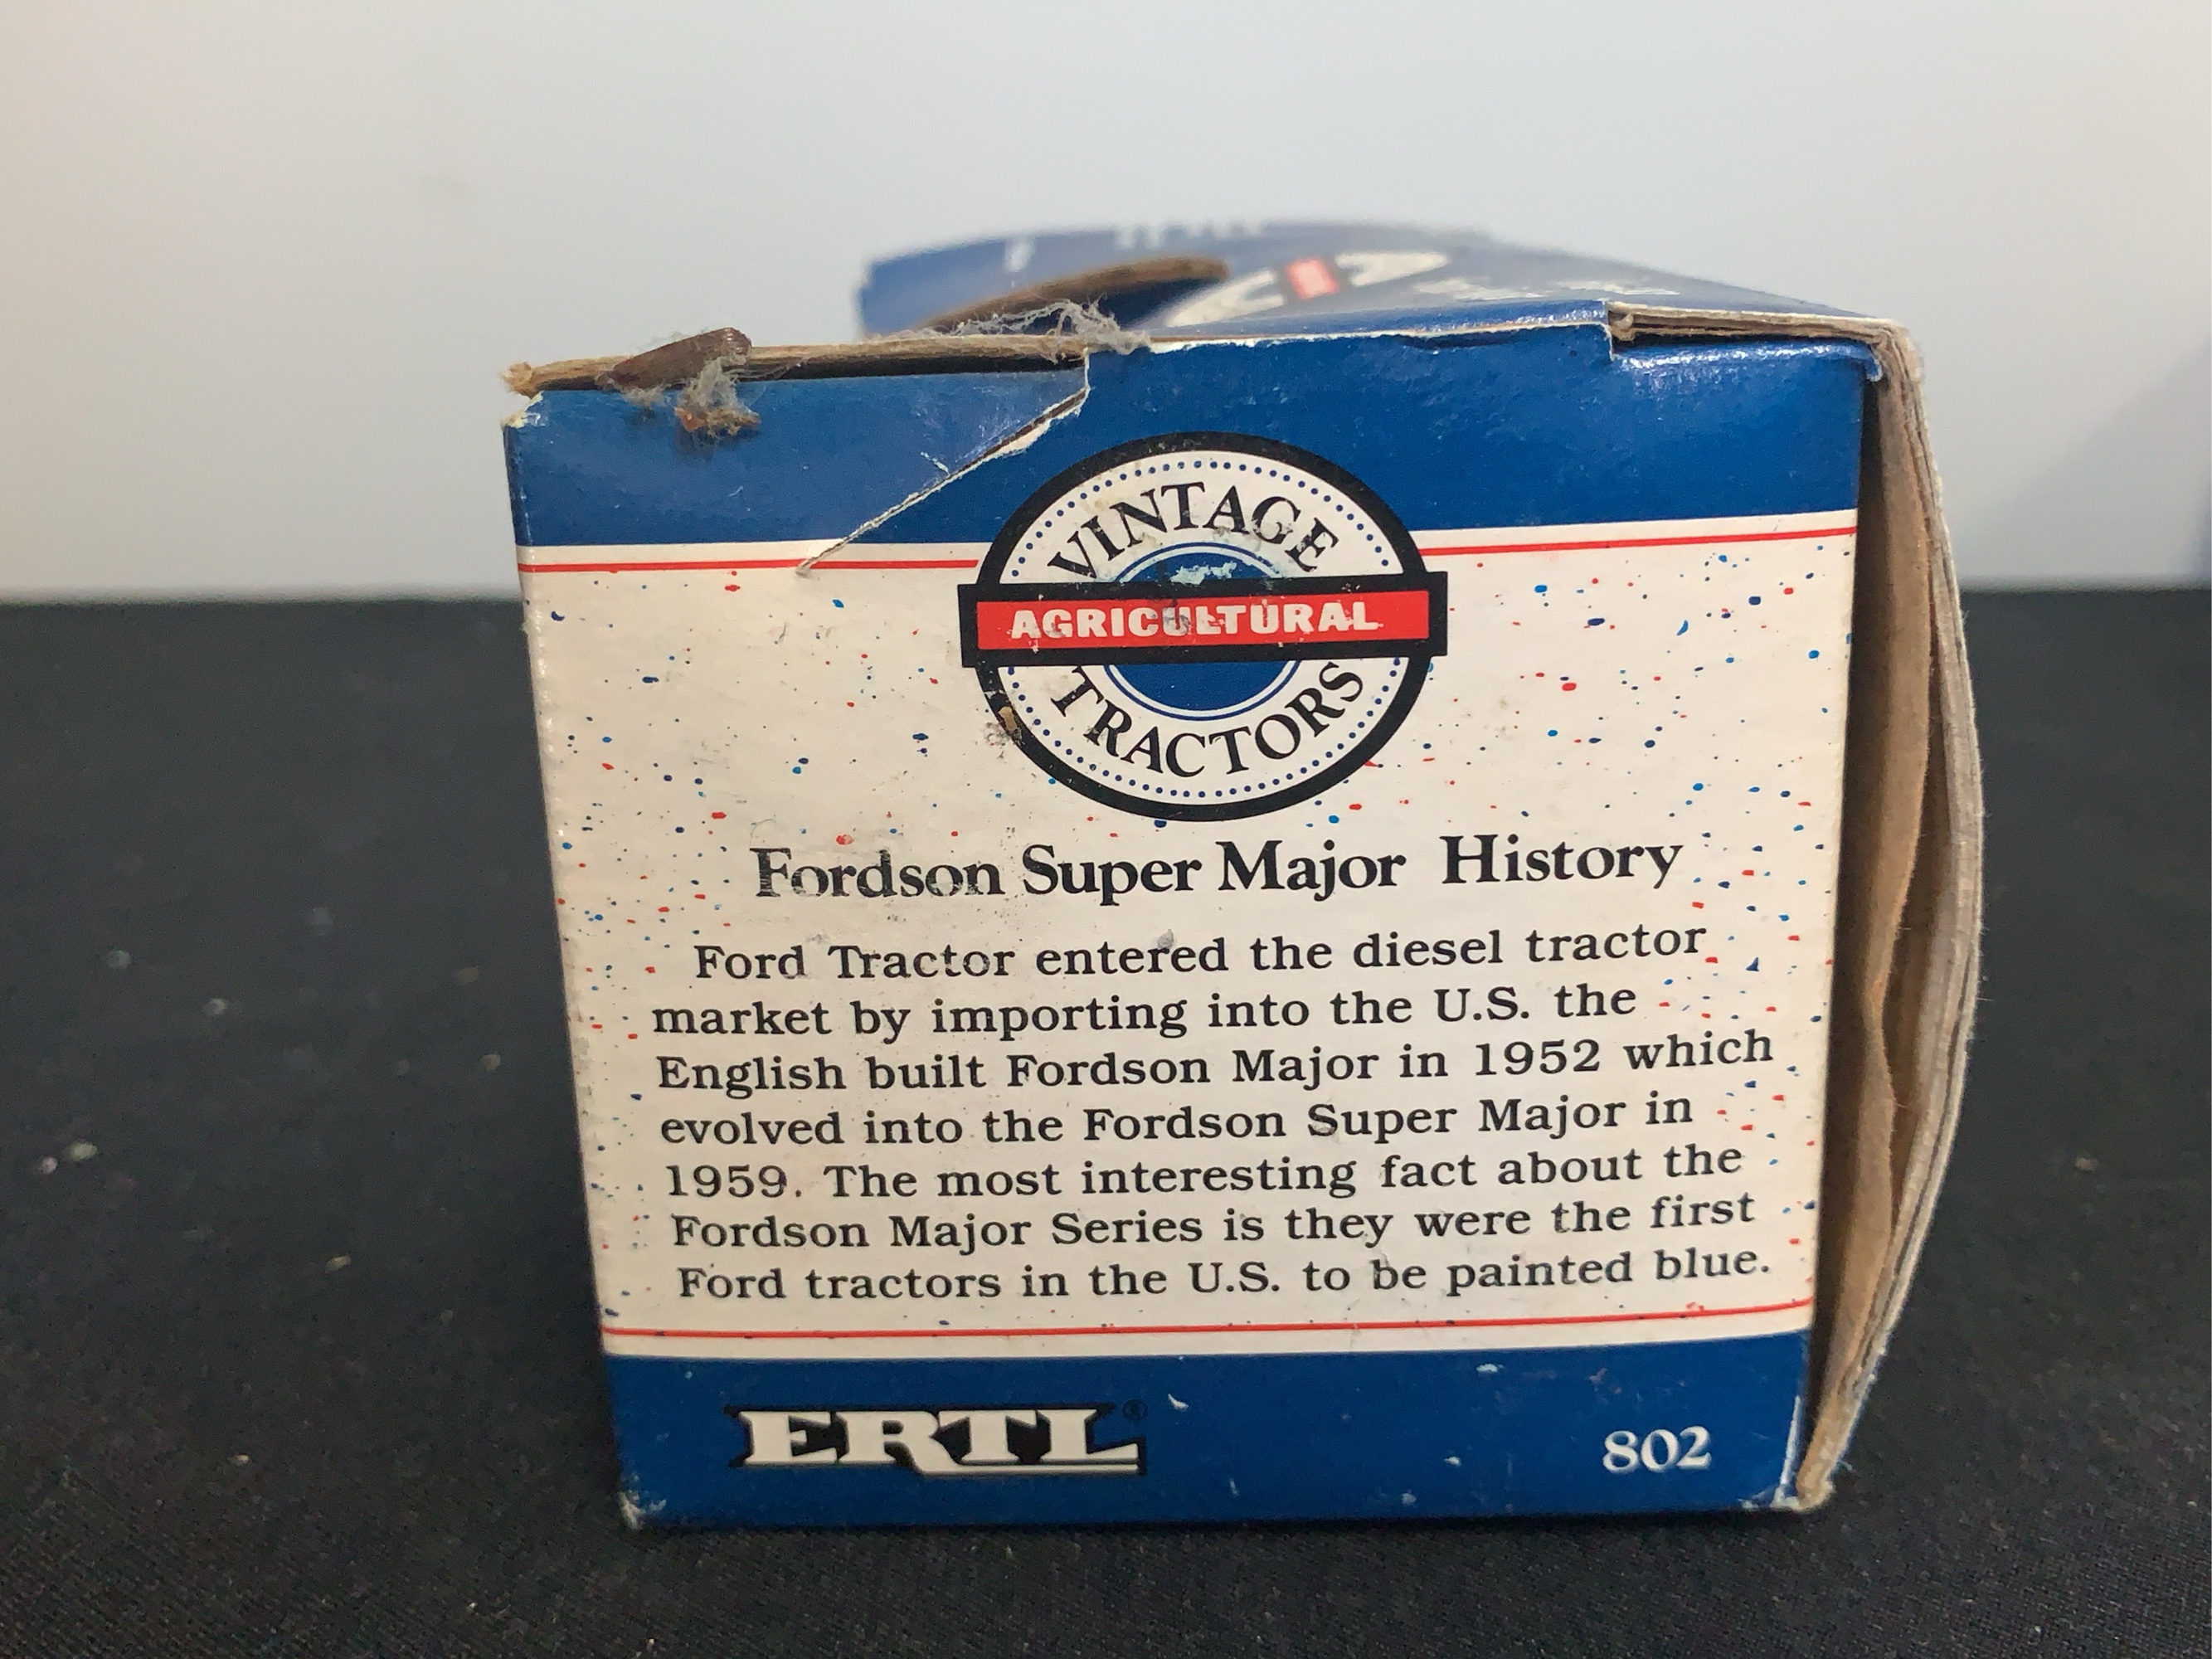 VINTAGE
AGRICULTURAL
TRACTORS
Fordson Super Major History
Ford Tractor entered the diesel tractor
market by importing into the U.S. the
English built Fordson Major in 1952 which
evolved into the Fordson Super Major in
1959. The most interesting fact about the
Fordson Major Series is they were the first
Ford tractors in the U.S. to be painted blue.
ERTL®
802